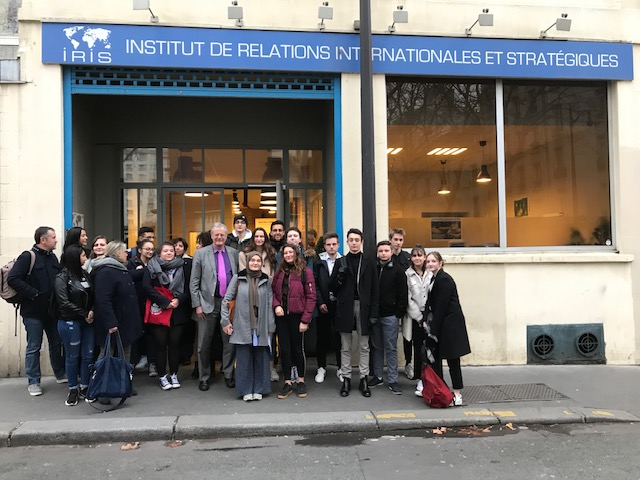 iRiS
INSTITUT DE RELATIONS INTERNATIONALES ET STRATÉGIQUES